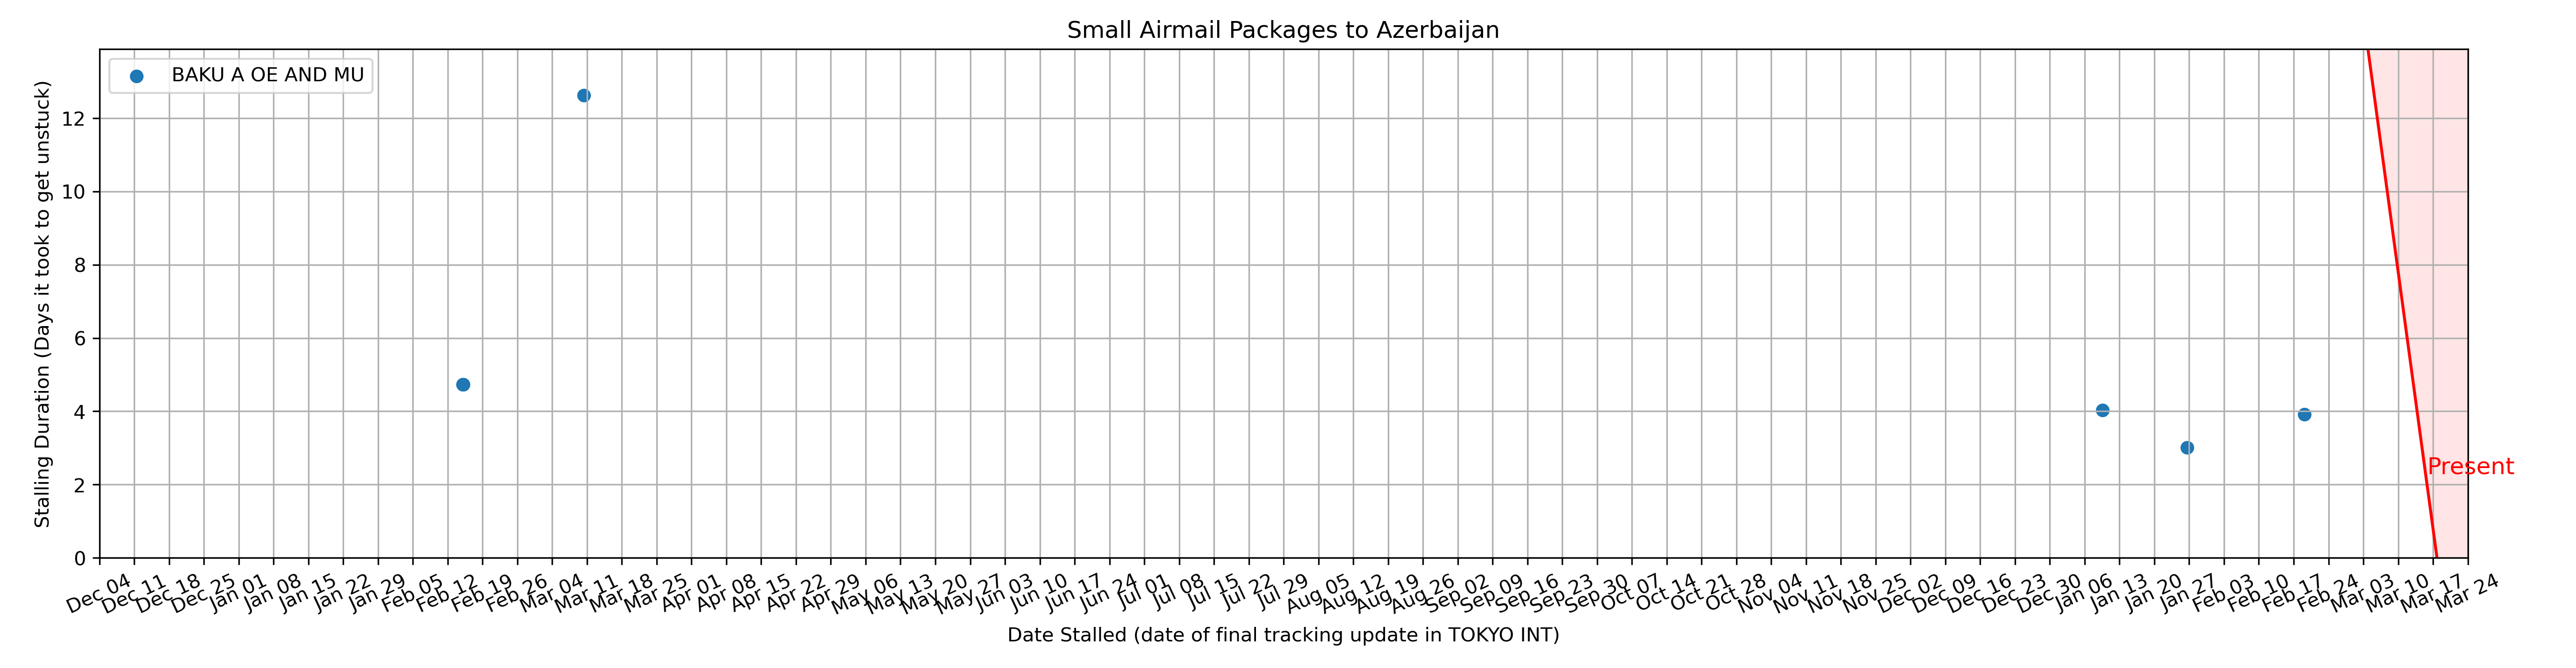 Small Airmail Packages to Azerbaijan
BAKU A OE AND MU
Stalling Duration (Days it took to get unstuck)
12
10
8
6
4
2
0
Present
Dec 04 Dec 11 Dec 18 Dec 25 Jan 01 Jan 08 Jan 15 Jan 22 Jan 29 Feb 05 Feb 12 Feb 19 Feb 26 Mar 04 Mar 11 Mar 18 Mar 25 Apr 01 Apr 08 Apr 15 Apr 22 Apr 29 May 06 May 13 May 20 May 27 Jun 03 Jun 10 Jun 17 Jun 24 Jul 01 Jul 08 Jul 15 Jul 22 Jul 29 Aug 05 Aug 12 Aug 19 Aug 26 Sep 02 Sep 09 Sep 16 Sep 23 Sep 30 Oct 07 Oct 14 Oct 21 Oct 28 Nov 04 Nov 11 Nov 18 Nov 25 Dec 02 Dec 09 Dec 16 Dec 23 Dec 30 Jan 06 Jan 13 Jan 20 Jan 27 Feb 03 Feb 10 Feb 17 Feb 24 Mar 03 Mar 10 Mar 17 Mar 24
Date Stalled (date of final tracking update in TOKYO INT)